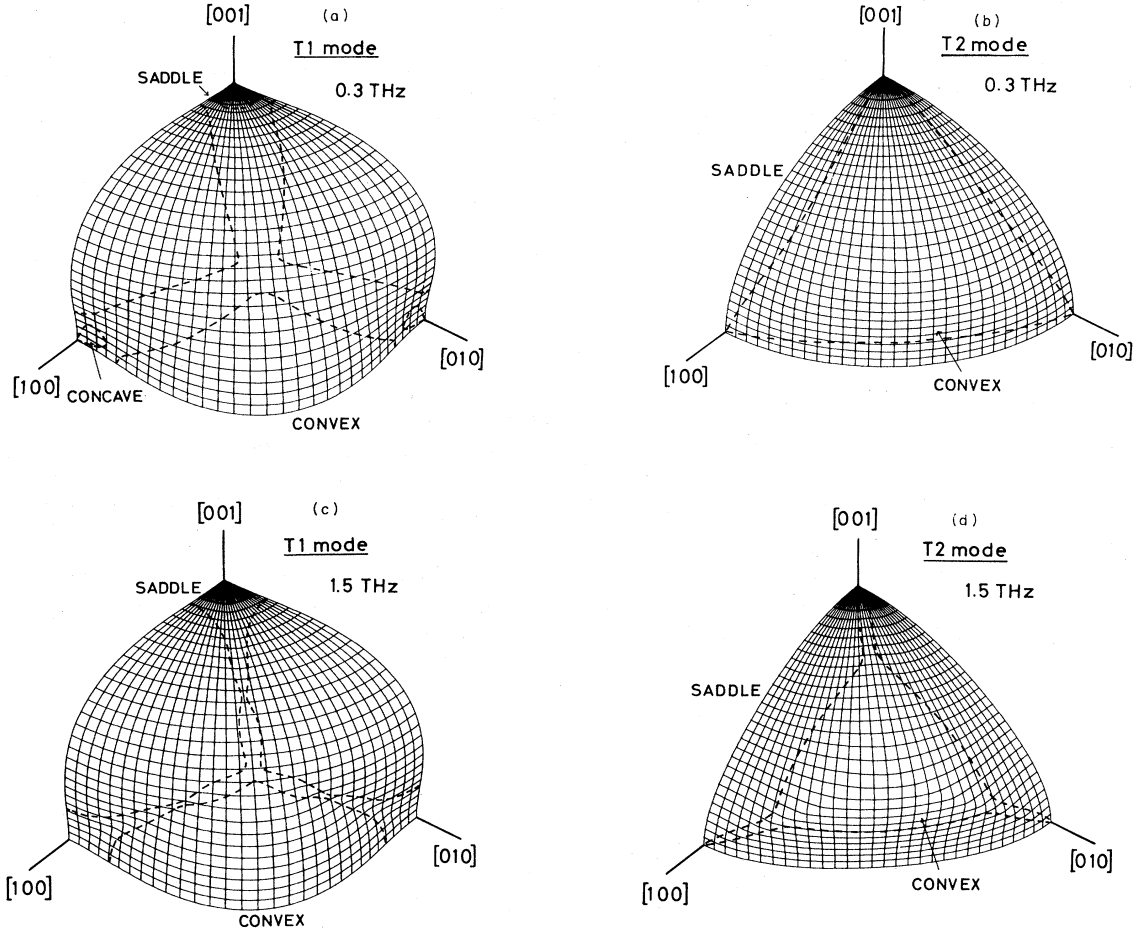 [001]
(a)
T1 mode
SADDLE
0.3 THz
[100]
CONCAVE
CONVEX
[010]
[001]
(b)
T2 mode
0.3 THz
SADDLE
[100]
CONVEX
[010]
[001]
(c)
T1 mode
SADDLE
1.5 THz
[100]
CONVEX
[010]
[001]
(d)
T2 mode
1.5 THz
SADDLE
[100]
CONVEX
[010]